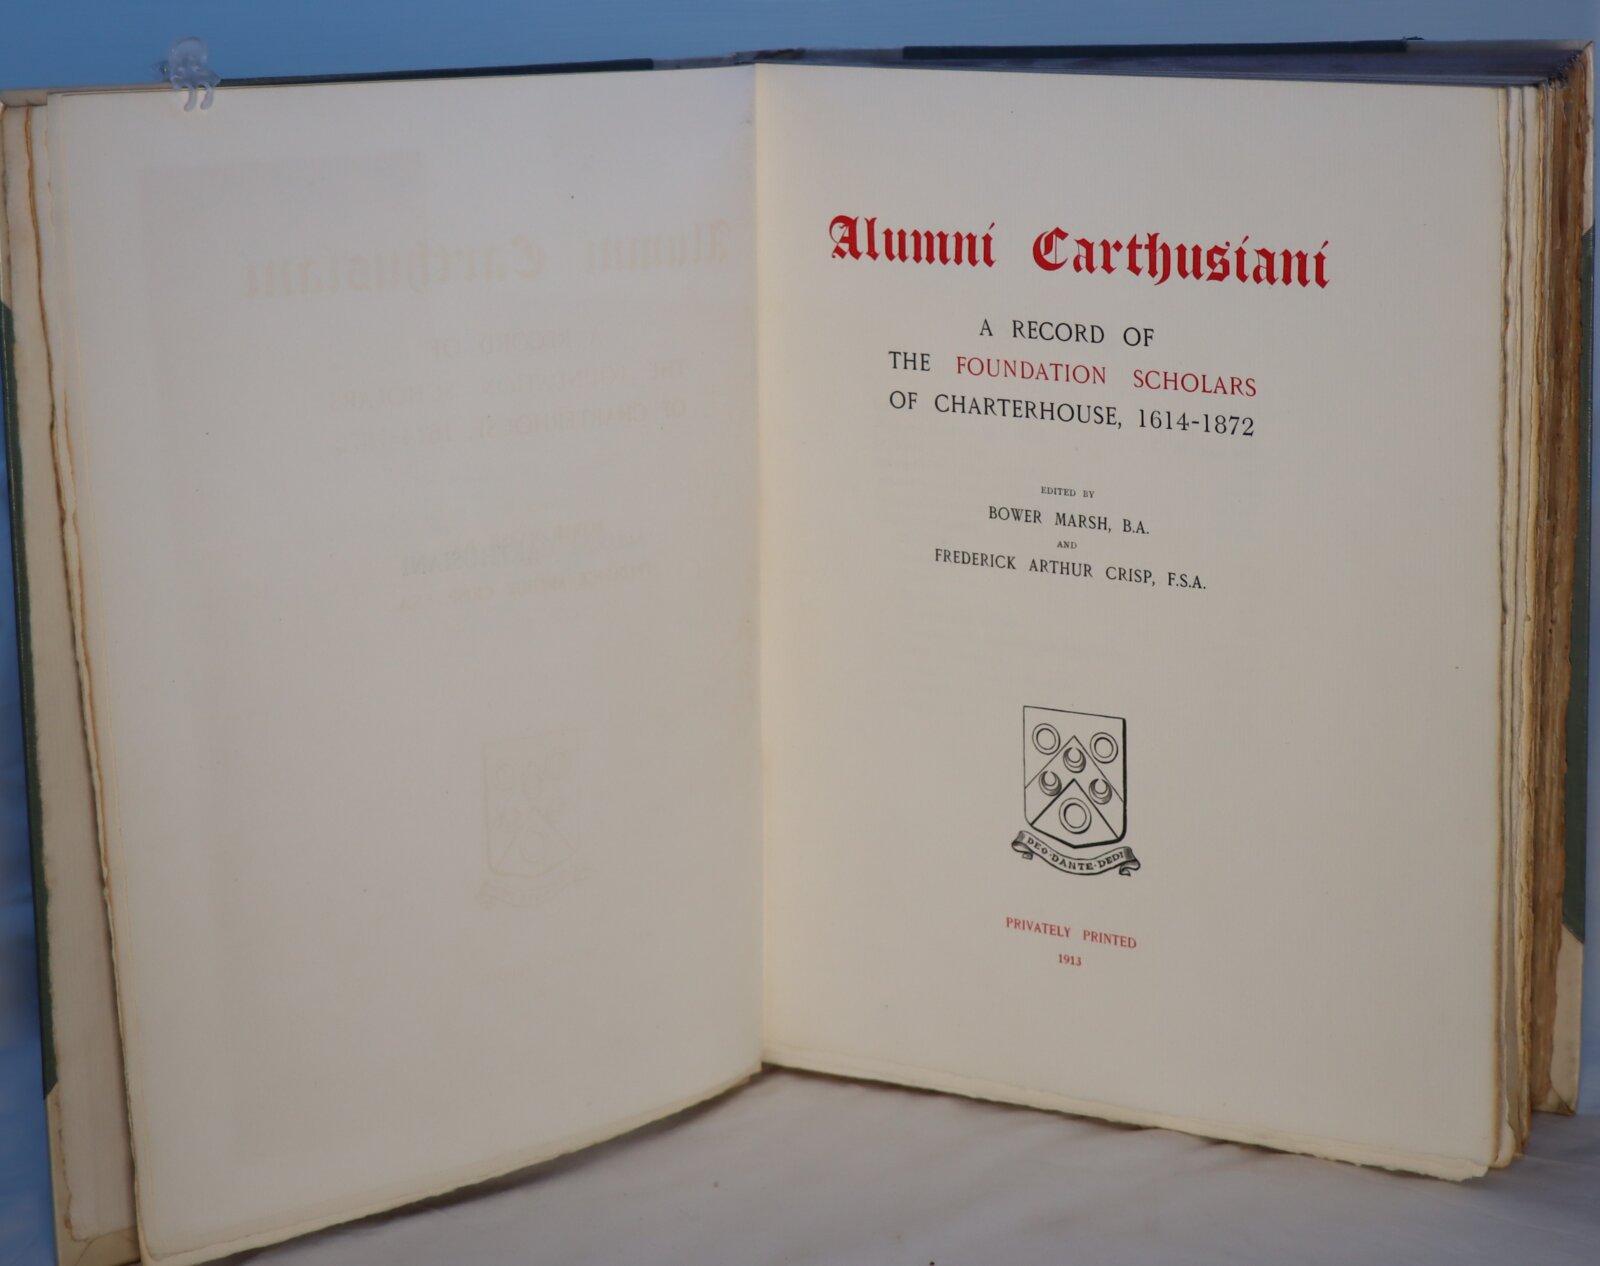 Alumni Carthusiani
A RECORD OF
THE FOUNDATION SCHOLARS
OF CHARTERHOUSE, 1614-1872
EDITED BY
BOWER MARSH, B.A.
AND
FREDERICK ARTHUR CRISP, F.S.A.
DEO·DANTE·DEDI
PRIVATELY PRINTED
1913